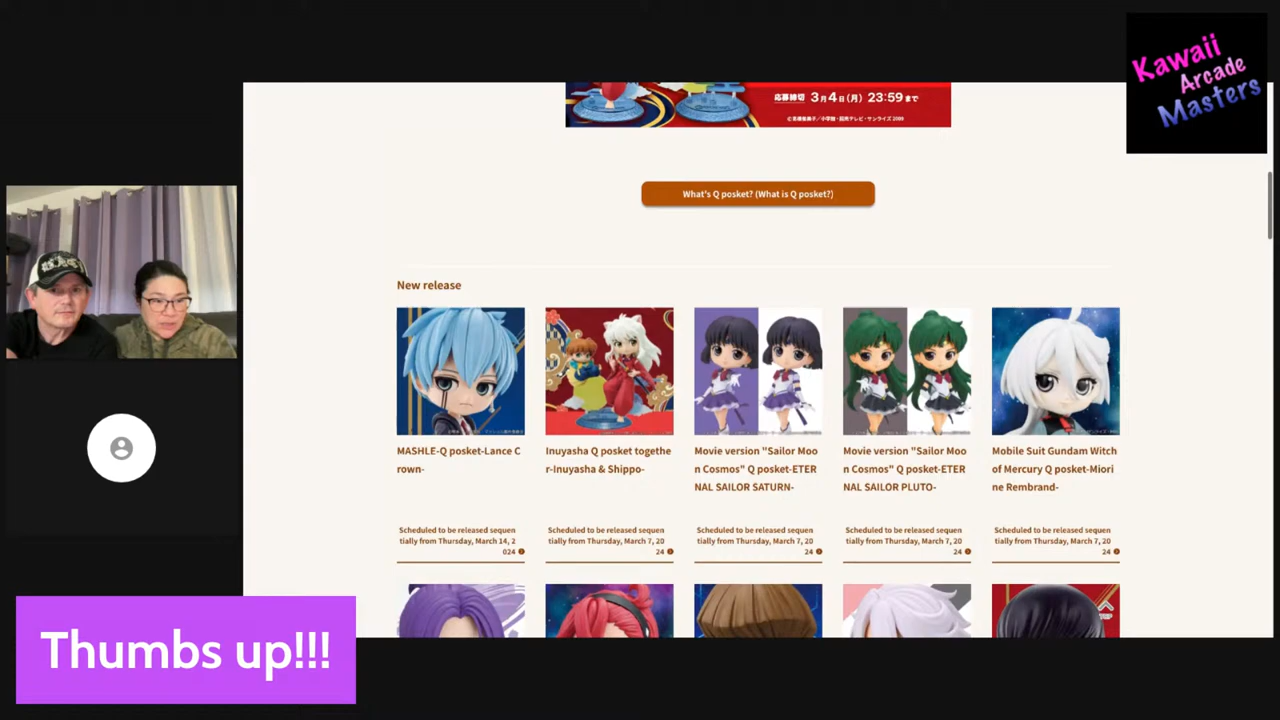 Kawaii
Arcade
Masters
応募締切 3月4日(月) 23:59まで
What's Q posket? (What is Q posket?)
New release
MASHLE-Q posket-Lance C
rown-
Inuyasha Q posket togethe
r-Inuyasha & Shippo-
Movie version "Sailor Moo
n Cosmos" Q posket-ETER
NAL SAILOR SATURN-
Movie version "Sailor Moo
n Cosmos" Q posket-ETER
NAL SAILOR PLUTO-
Mobile Suit Gundam Witch
of Mercury Q posket-Miori
ne Rembrand-
Scheduled to be released sequen
tially from Thursday, March 14, 2
024
Scheduled to be released sequen
tially from Thursday, March 7, 20
24
Scheduled to be released sequen
tially from Thursday, March 7, 20
24
Scheduled to be released sequen
tially from Thursday, March 7, 20
24
Scheduled to be released sequen
tially from Thursday, March 7, 20
24
Thumbs up!!!